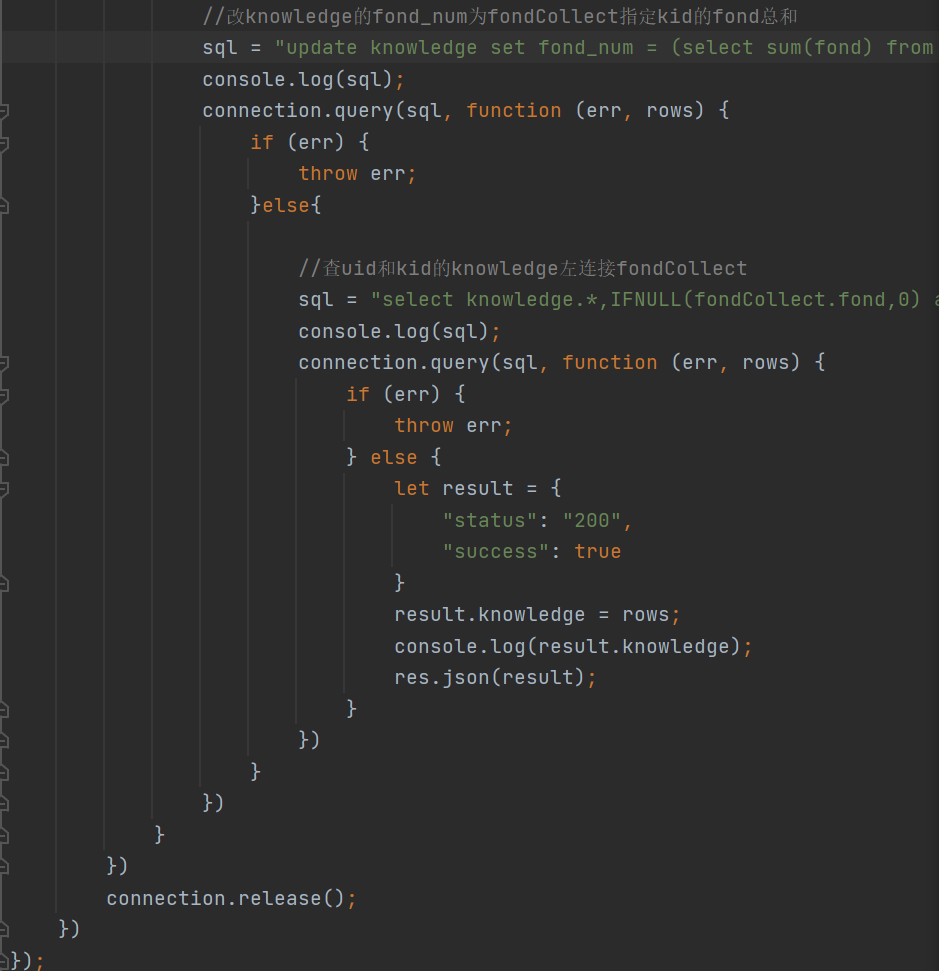 //改knowledge的fond_num为fondCollect指定kid的fond总和
sql = "update knowledge set fond_num = (select sum(fond) from
console.log(sql);
connection.query(sql, function (err, rows) {
if (err) {
throw err;
}else{
//查uid和kid的knowledge左连接fondCollect
sql = "select knowledge.*,IFNULL(fondCollect.fond,0) a
console.log(sql);
connection.query(sql, function (err, rows) {
if (err) {
throw err;
} else {
let result = {
"status": "200",
"success": true
}
result.knowledge = rows;
console.log(result.knowledge);
res.json(result);
}
})
}
})
}
})
connection.release();
})
});